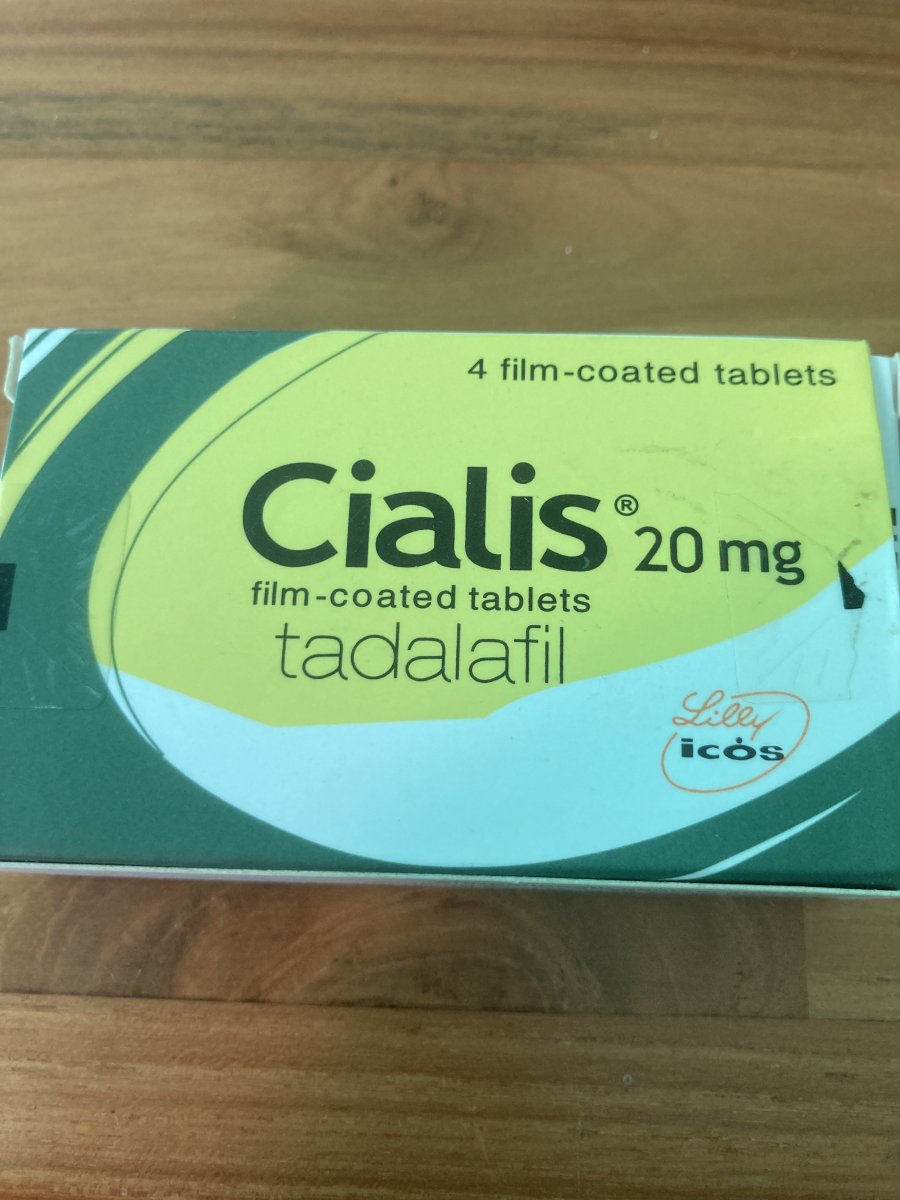 4 film-coated tablets
Cialis® 20 mg
film-coated tablets
tadalafil
Lilly
icos